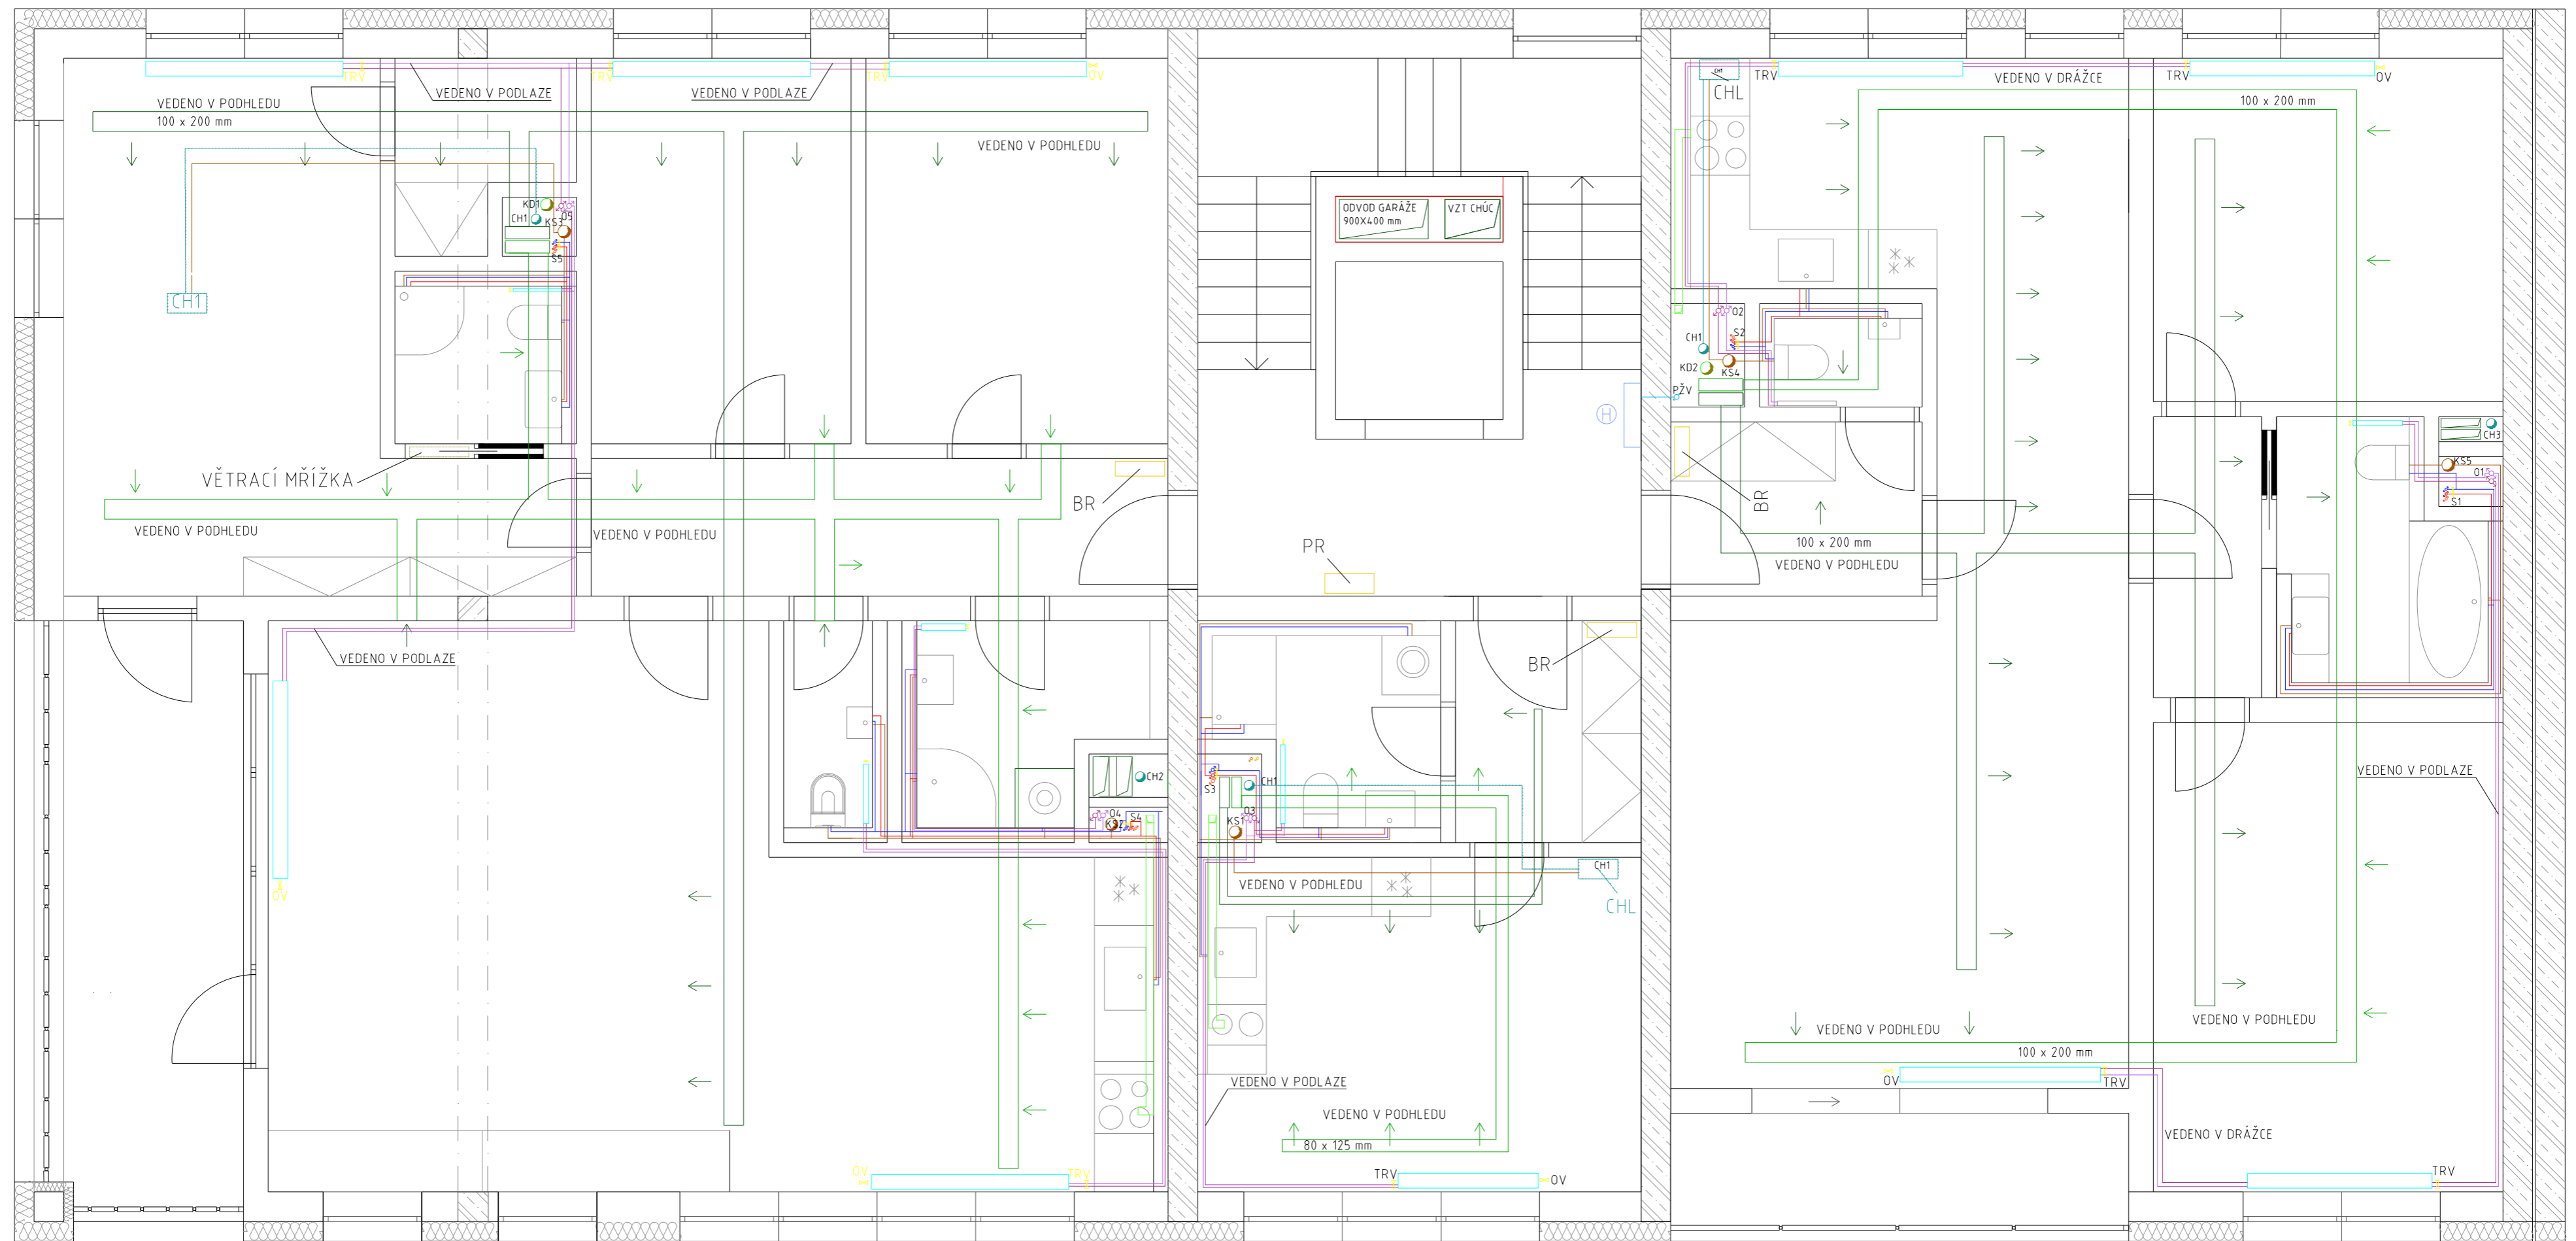 TRV
TRV
TRV
OV
VEDENO V PODHLEDU
100 x 200 mm
VEDENO V PODLAZE
VEDENO V PODLAZE
VEDENO V PODHLEDU
KD1
CH1
KS3
O5
S5
CH1
VĚTRACÍ MŘÍŽKA
VEDENO V PODHLEDU
VEDENO V PODHLEDU
BR
ODVOD GARÁŽE
900X400 mm
VZT CHÚC
H
PR
CH1
CHL
TRV
VEDENO V DRÁŽCE
TRV
OV
100 x 200 mm
O2
S2
CH1
KD2
KS4
PŽV
BR
100 x 200 mm
VEDENO V PODHLEDU
CH3
KS5
O1
S1
VEDENO V PODLAZE
OV
CH2
O4
KS2
S4
OV
TRV
BR
S3
CH1
O3
KS1
VEDENO V PODHLEDU
CH1
CHL
VEDENO V PODLAZE
VEDENO V PODHLEDU
80 x 125 mm
TRV
OV
VEDENO V PODLAZE
VEDENO V PODHLEDU
VEDENO V PODHLEDU
100 x 200 mm
OV
TRV
VEDENO V DRÁŽCE
TRV